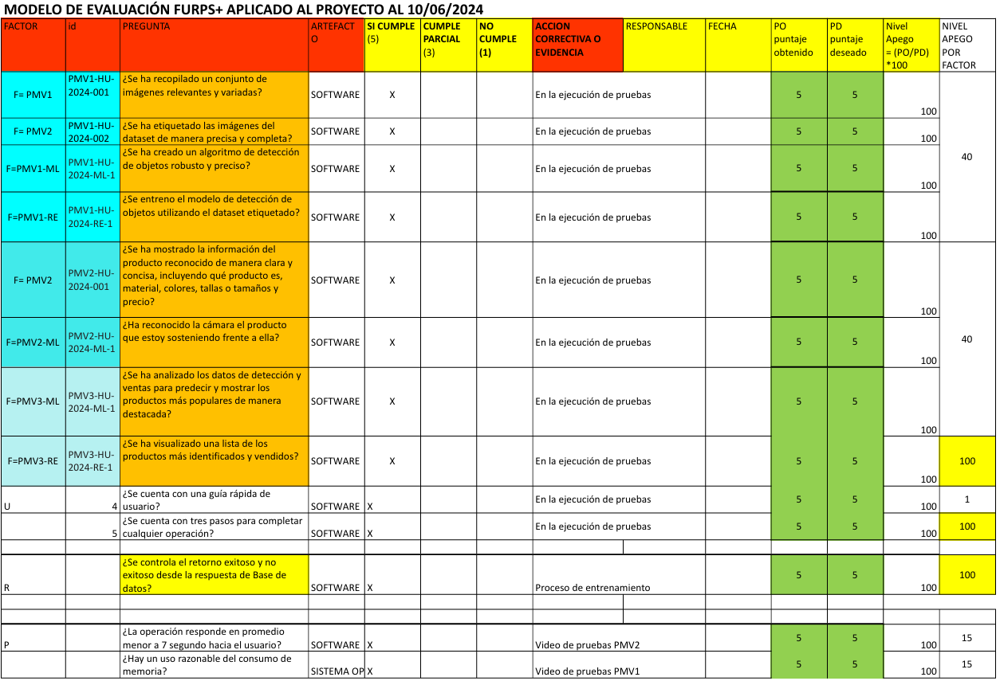 MODELO DE EVALUACIÓN FURPS+ APLICADO AL PROYECTO AL 10/06/2024
FACTOR id PREGUNTA ARTEFACT SI CUMPLE CUMPLE NO ACCION RESPONSABLE FECHA PO PD Nivel NIVEL
O (5) PARCIAL CUMPLE CORRECTIVA O puntaje puntaje Apego APEGO
(3) (1) EVIDENCIA obtenido deseado = (PO/PD) POR
*100 FACTOR
F= PMV1 PMV1-HU- ¿Se ha recopilado un conjunto de SOFTWARE X En la ejecución de pruebas 5 5 100 40
2024-001 imágenes relevantes y variadas?
F= PMV2 PMV1-HU- ¿Se ha etiquetado las imágenes del SOFTWARE X En la ejecución de pruebas 5 5 100
2024-002 dataset de manera precisa y completa?
F=PMV1-ML PMV1-HU- ¿Se ha creado un algoritmo de detección SOFTWARE X En la ejecución de pruebas 5 5 100
2024-ML-1 de objetos robusto y preciso?
F=PMV1-RE PMV1-HU- ¿Se entreno el modelo de detección de SOFTWARE X En la ejecución de pruebas 5 5 100
2024-RE-1 objetos utilizando el dataset etiquetado?
F= PMV2 PMV2-HU- ¿Se ha mostrado la información del SOFTWARE X En la ejecución de pruebas 5 5 100 40
2024-001 producto reconocido de manera clara y
concisa, incluyendo qué producto es,
material, colores, tallas o tamaños y
precio?
F=PMV2-ML PMV2-HU- ¿Ha reconocido la cámara el producto SOFTWARE X En la ejecución de pruebas 5 5 100
2024-ML-1 que estoy sosteniendo frente a ella?
F=PMV3-ML PMV3-HU- ¿Se ha analizado los datos de detección y SOFTWARE X En la ejecución de pruebas 5 5 100
2024-ML-1 ventas para predecir y mostrar los
productos más populares de manera
destacada?
F=PMV3-RE PMV3-HU- ¿Se ha visualizado una lista de los SOFTWARE X En la ejecución de pruebas 5 5 100 100
2024-RE-1 productos más identificados y vendidos?
U 4 ¿Se cuenta con una guía rápida de SOFTWARE X En la ejecución de pruebas 5 5 100 1
usuario?
5 ¿Se cuenta con tres pasos para completar SOFTWARE X En la ejecución de pruebas 5 5 100 100
cualquier operación?
R ¿Se controla el retorno exitoso y no SOFTWARE X Proceso de entrenamiento 5 5 100 100
exitoso desde la respuesta de Base de
datos?
P ¿La operación responde en promedio SOFTWARE X Video de pruebas PMV2 5 5 100 15
menor a 7 segundo hacia el usuario?
¿Hay un uso razonable del consumo de SISTEMA OP X Video de pruebas PMV1 5 5 100 15
memoria?